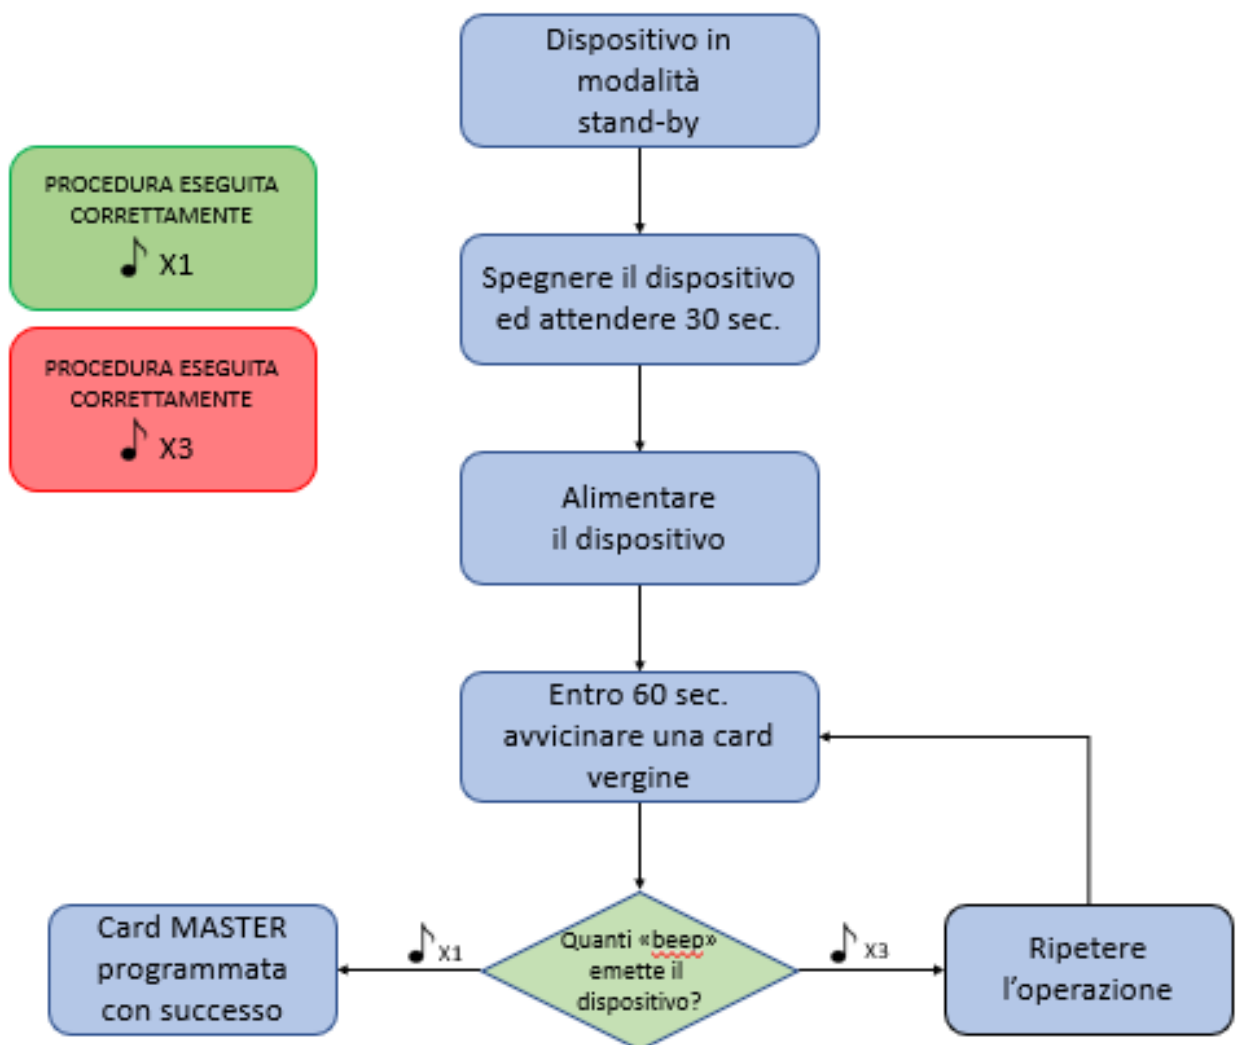 Dispositivo in
modalità
stand-by
PROCEDURA ESEGUITA
CORRETTAMENTE
X1
Spegnere il dispositivo
ed attendere 30 sec.
PROCEDURA ESEGUITA
CORRETTAMENTE
X3
Alimentare
il dispositivo
Entro 60 sec.
avvicinare una card
vergine
Quanti «beep»
emette il
dispositivo?
X1
X3
Card MASTER
programmata
con successo
Ripetere
l’operazione